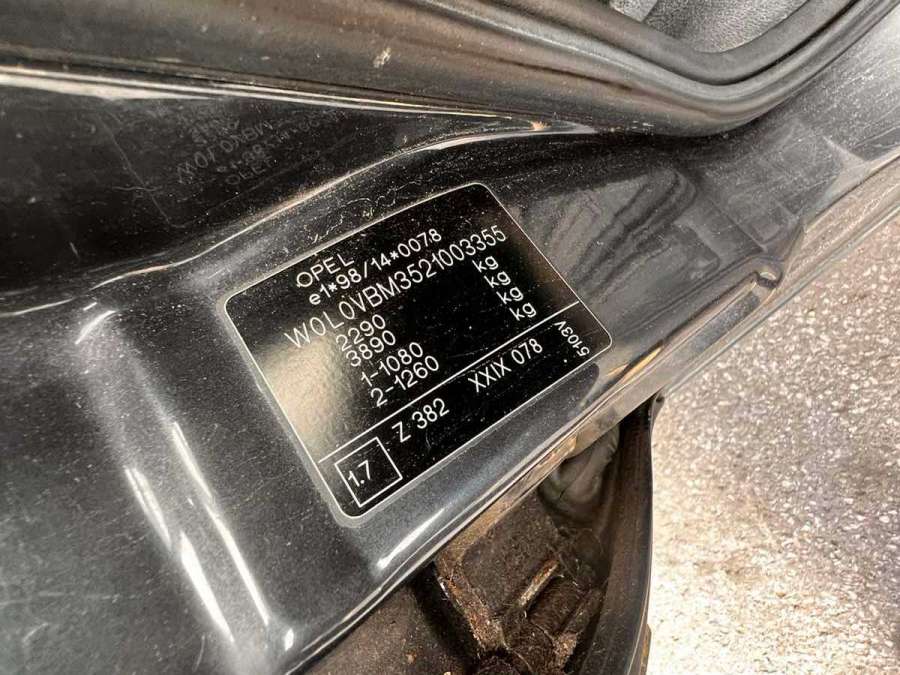 OPEL
e1*98/14*0078
W0L0VBM3521003355
2290 kg
3890 kg
1-1080 kg
2-1260 kg
1.7 Z 382 XXIX 078
5103V